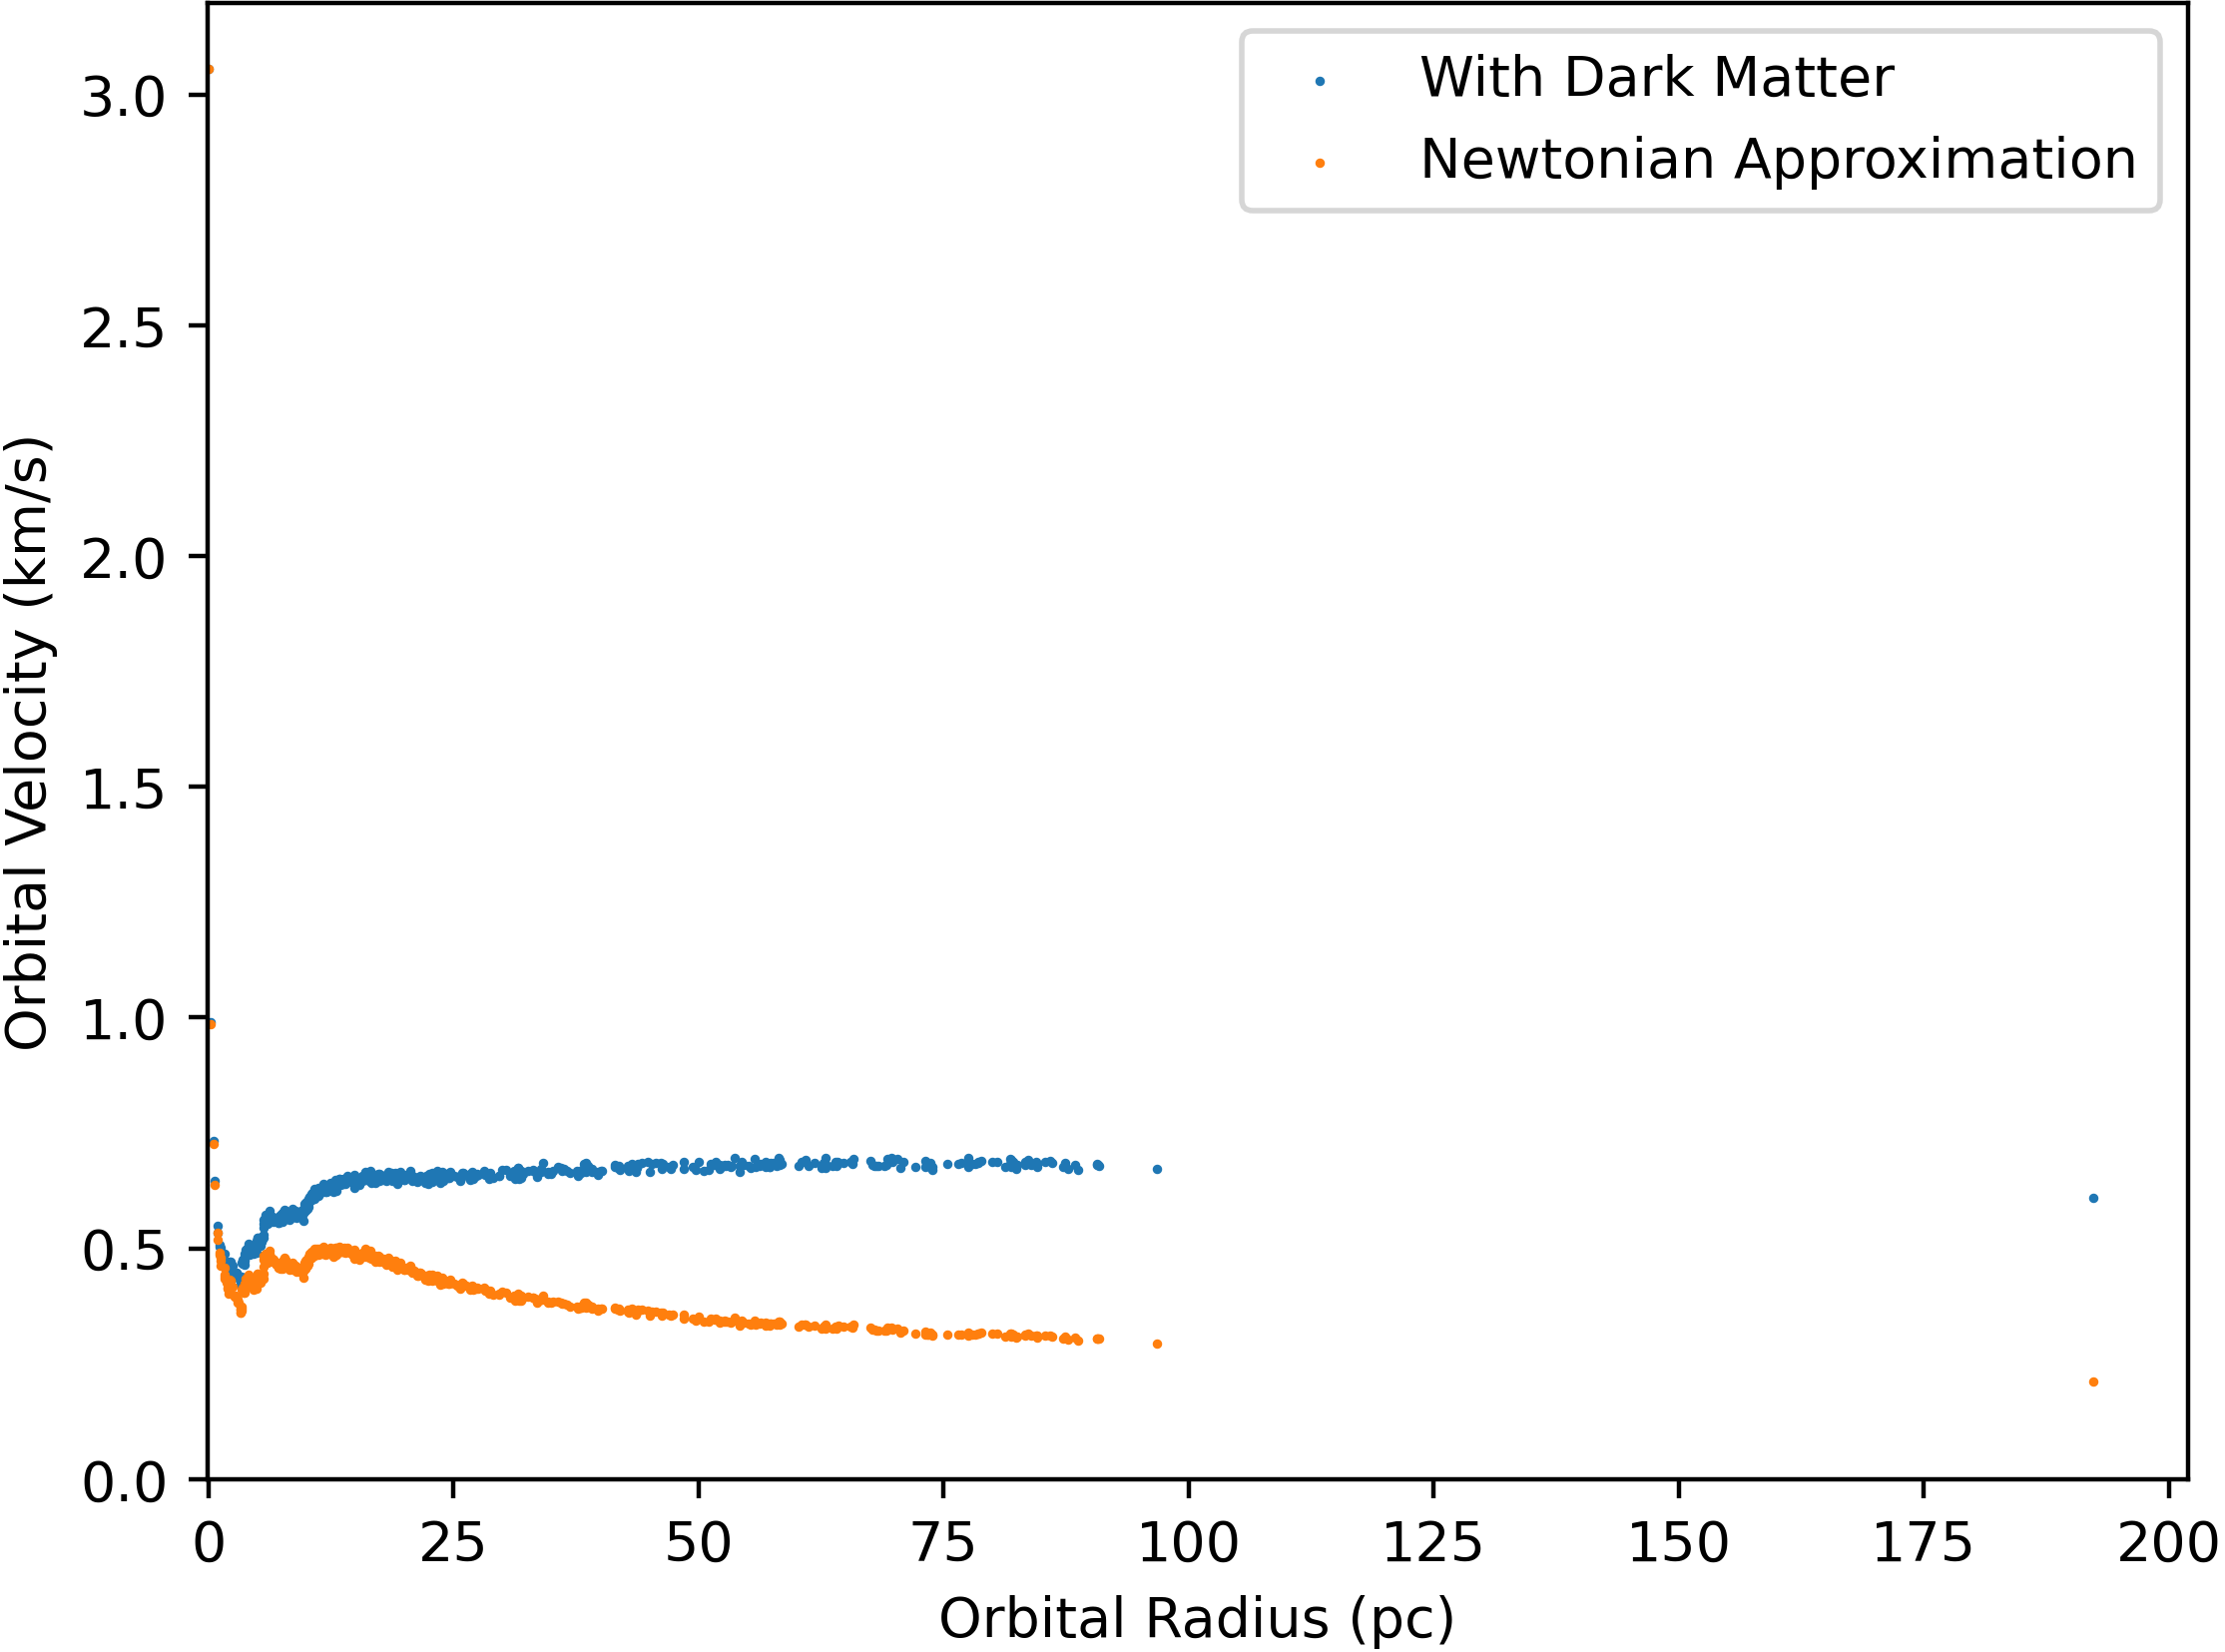 With Dark Matter
Newtonian Approximation
3.0
2.5
2.0
1.5
1.0
0.5
0.0
Orbital Velocity (km/s)
0 25 50 75 100 125 150 175 200
Orbital Radius (pc)